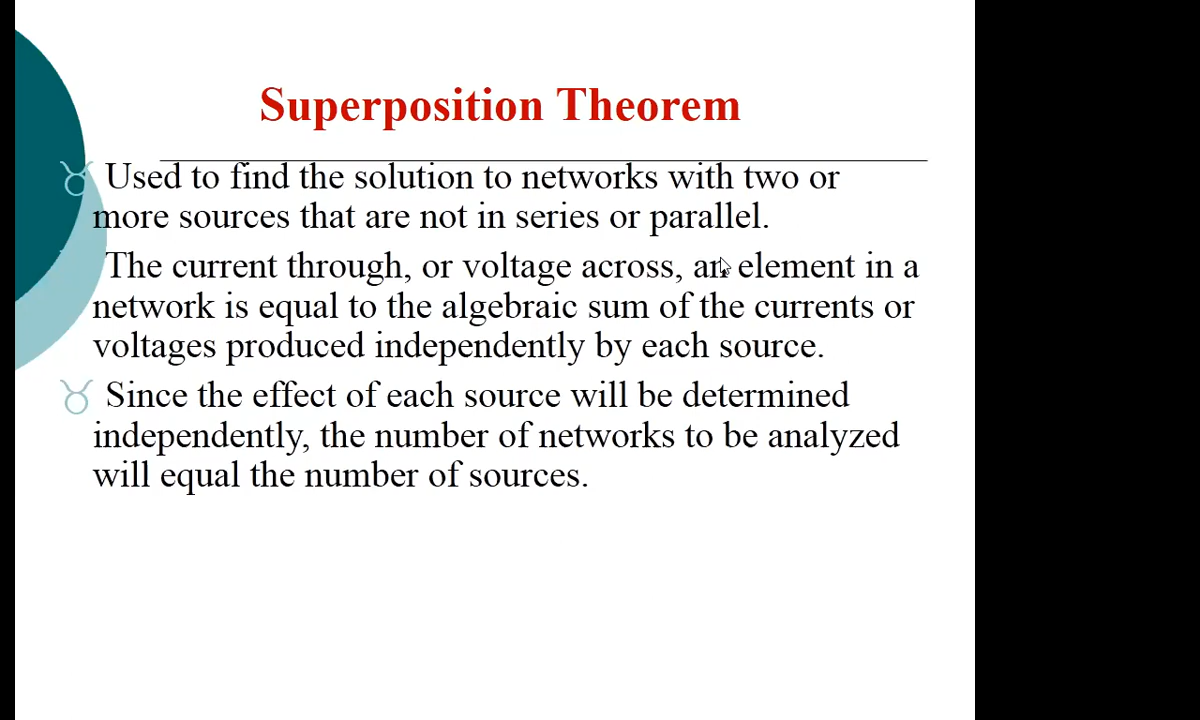 Superposition Theorem
Used to find the solution to networks with two or
more sources that are not in series or parallel.
The current through, or voltage across, an element in a
network is equal to the algebraic sum of the currents or
voltages produced independently by each source.
Since the effect of each source will be determined
independently, the number of networks to be analyzed
will equal the number of sources.